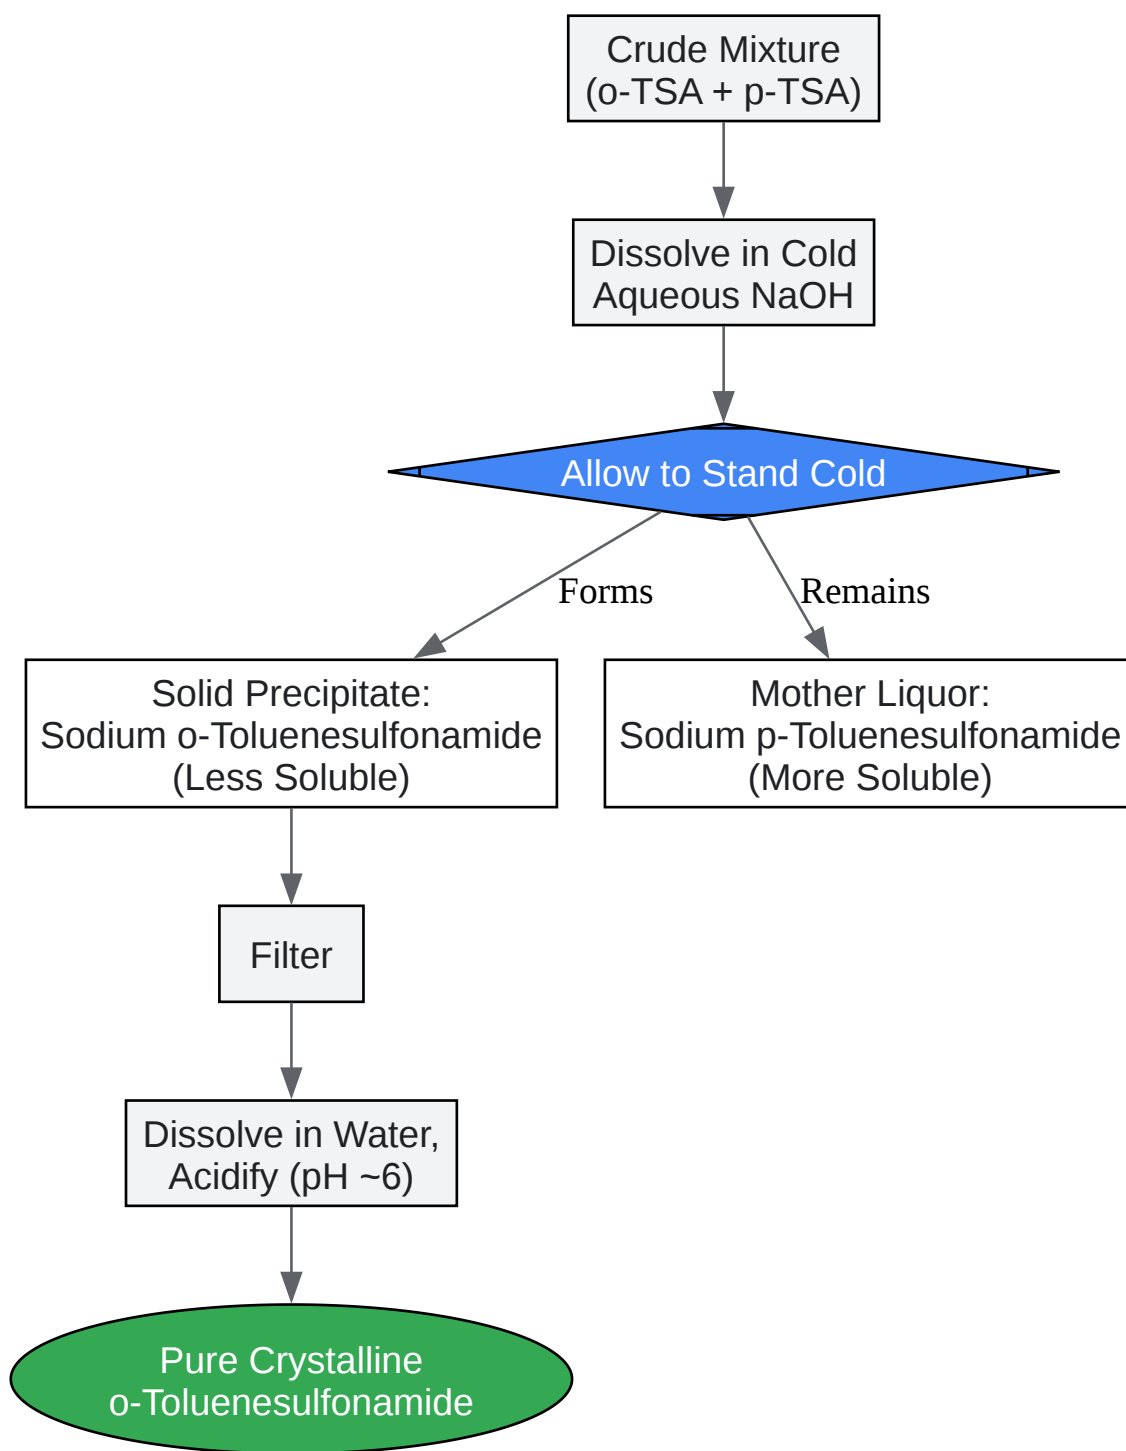 Crude Mixture
(o-TSA + p-TSA)
Dissolve in Cold
Aqueous NaOH
Allow to Stand Cold
Forms
Remains
Solid Precipitate:
Sodium o-Toluenesulfonamide
(Less Soluble)
Mother Liquor:
Sodium p-Toluenesulfonamide
(More Soluble)
Filter
Dissolve in Water,
Acidify (pH ~6)
Pure Crystalline
o-Toluenesulfonamide